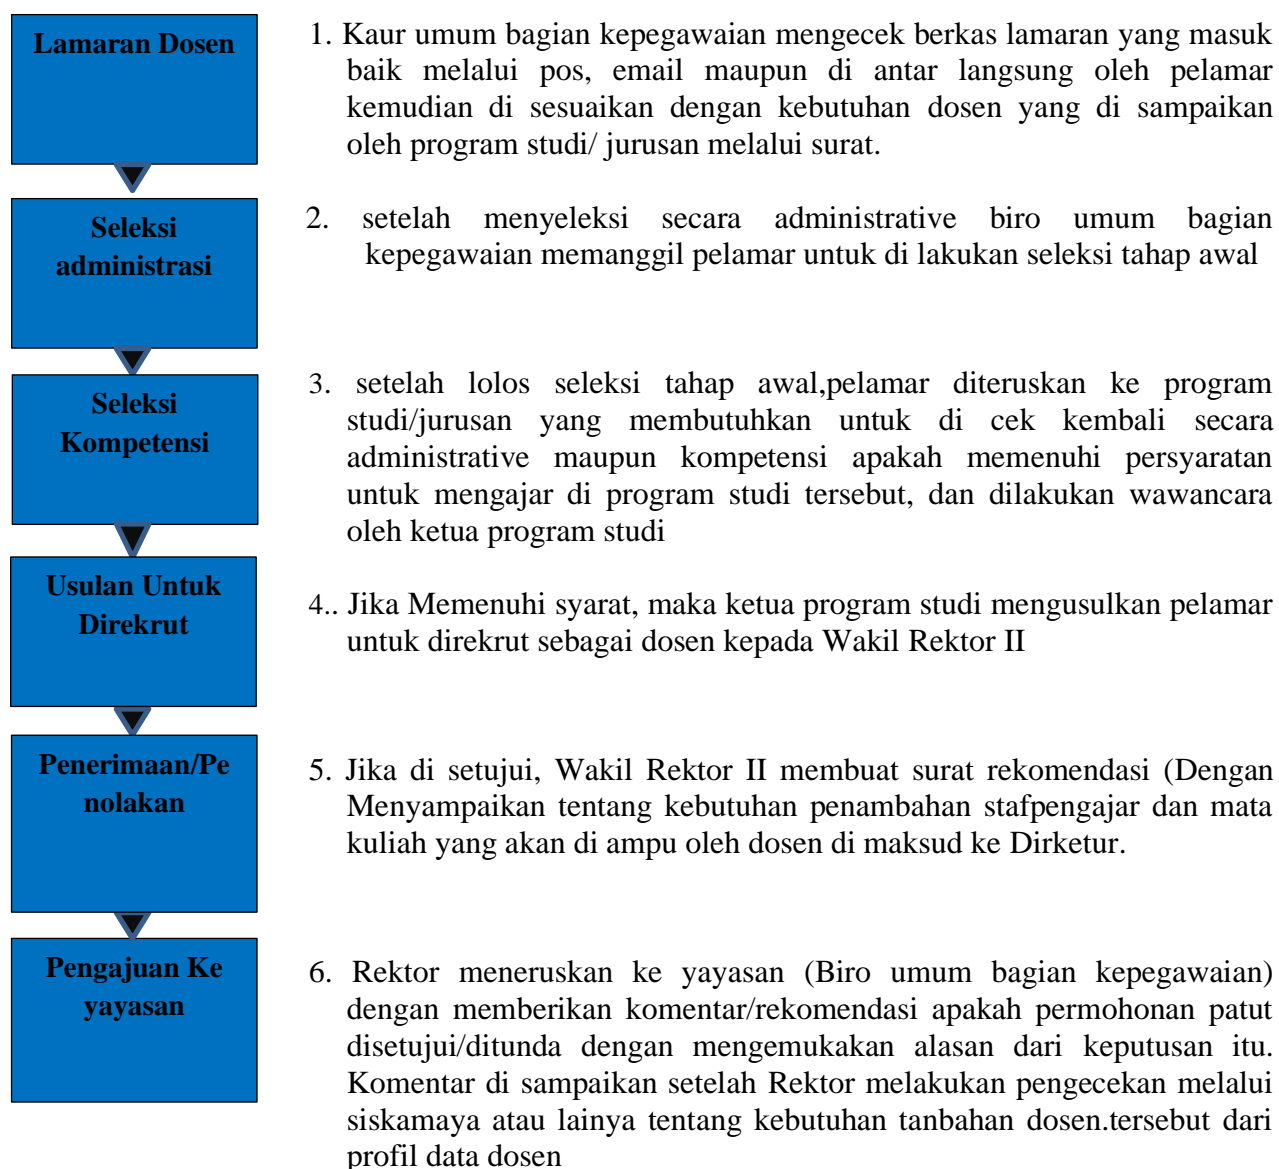 Lamaran Dosen
1. Kaur umum bagian kepegawaian mengecek berkas lamaran yang masuk
baik melalui pos, email maupun di antar langsung oleh pelamar
kemudian di sesuaikan dengan kebutuhan dosen yang di sampaikan
oleh program studi/ jurusan melalui surat.
Seleksi
administrasi
2. setelah menyeleksi secara administrative biro umum bagian
kepegawaian memanggil pelamar untuk di lakukan seleksi tahap awal
Seleksi
Kompetensi
3. setelah lolos seleksi tahap awal,pelamar diteruskan ke program
studi/jurusan yang membutuhkan untuk di cek kembali secara
administrative maupun kompetensi apakah memenuhi persyaratan
untuk mengajar di program studi tersebut, dan dilakukan wawancara
oleh ketua program studi
Usulan Untuk
Direkrut
4.. Jika Memenuhi syarat, maka ketua program studi mengusulkan pelamar
untuk direkrut sebagai dosen kepada Wakil Rektor II
Penerimaan/Pe
nolakan
5. Jika di setujui, Wakil Rektor II membuat surat rekomendasi (Dengan
Menyampaikan tentang kebutuhan penambahan stafpengajar dan mata
kuliah yang akan di ampu oleh dosen di maksud ke Dirketur.
Pengajuan Ke
yayasan
6. Rektor meneruskan ke yayasan (Biro umum bagian kepegawaian)
dengan memberikan komentar/rekomendasi apakah permohonan patut
disetujui/ditunda dengan mengemukakan alasan dari keputusan itu.
Komentar di sampaikan setelah Rektor melakukan pengecekan melalui
siskamaya atau lainya tentang kebutuhan tanbahan dosen.tersebut dari
profil data dosen